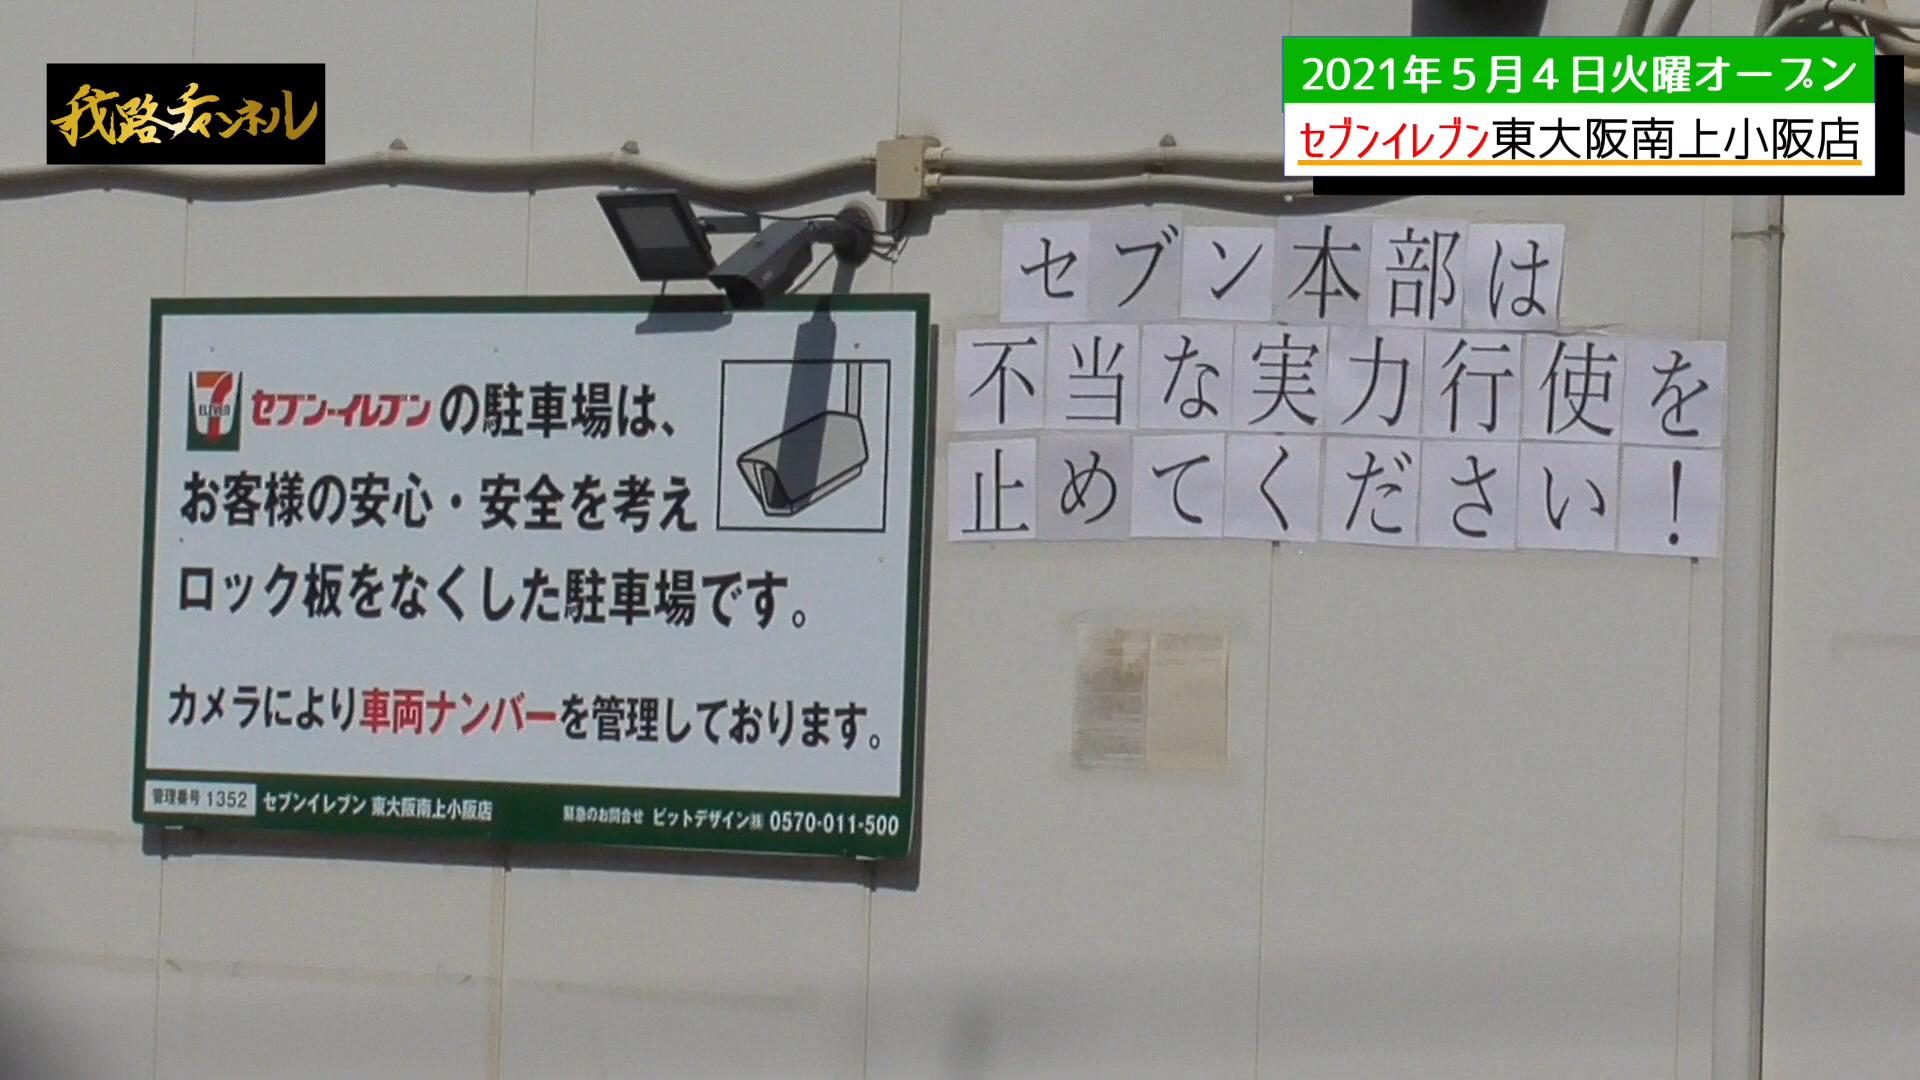 我路チャンネル
2021年５月４日火曜オープン
セブンイレブン東大阪南上小阪店
セブン本部は
不当な実力行使を
止めてください！
7 ELEVEn セブン-イレブンの駐車場は、
お客様の安心・安全を考え
ロック板をなくした駐車場です。
カメラにより車両ナンバーを管理しております。
管理番号 1352 セブンイレブン 東大阪南上小阪店 緊急のお問合せ ピットデザイン㈱ 0570-011-500